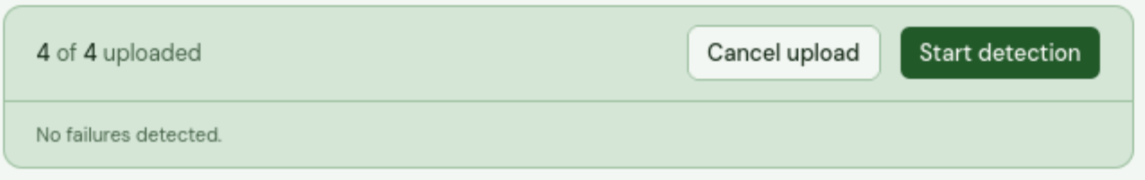 4 of 4 uploaded
Cancel upload
Start detection
No failures detected.